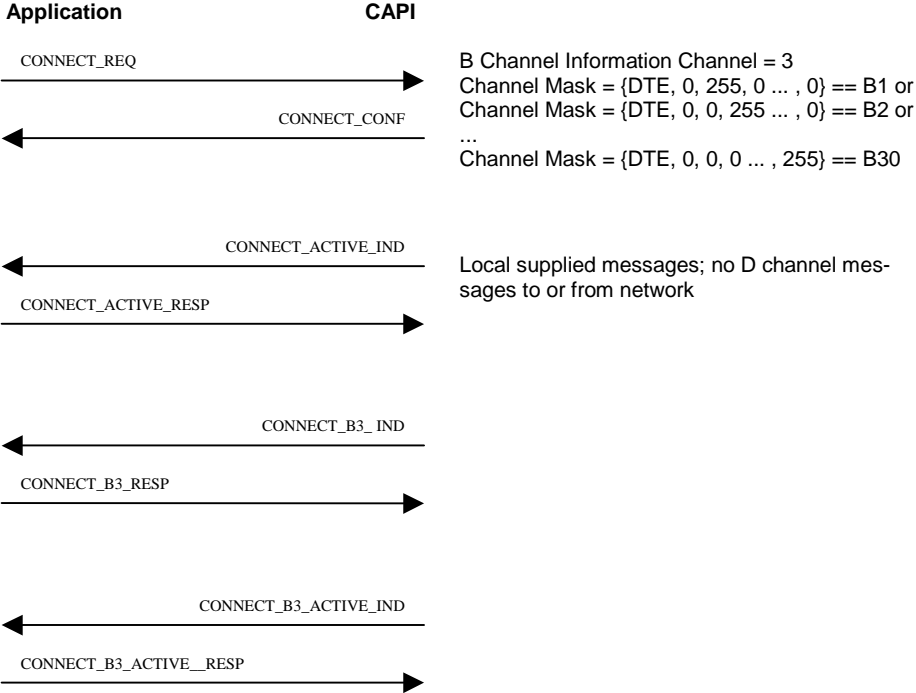 Application CAPI
CONNECT_REQ
B Channel Information Channel = 3
Channel Mask = {DTE, 0, 255, 0 ... , 0} == B1 or
CONNECT_CONF
Channel Mask = {DTE, 0, 0, 255 ... , 0} == B2 or
...
Channel Mask = {DTE, 0, 0, 0 ... , 255} == B30
CONNECT_ACTIVE_IND
Local supplied messages; no D channel mes-
sages to or from network
CONNECT_ACTIVE_RESP
CONNECT_B3_ IND
CONNECT_B3_RESP
CONNECT_B3_ACTIVE_IND
CONNECT_B3_ACTIVE__RESP